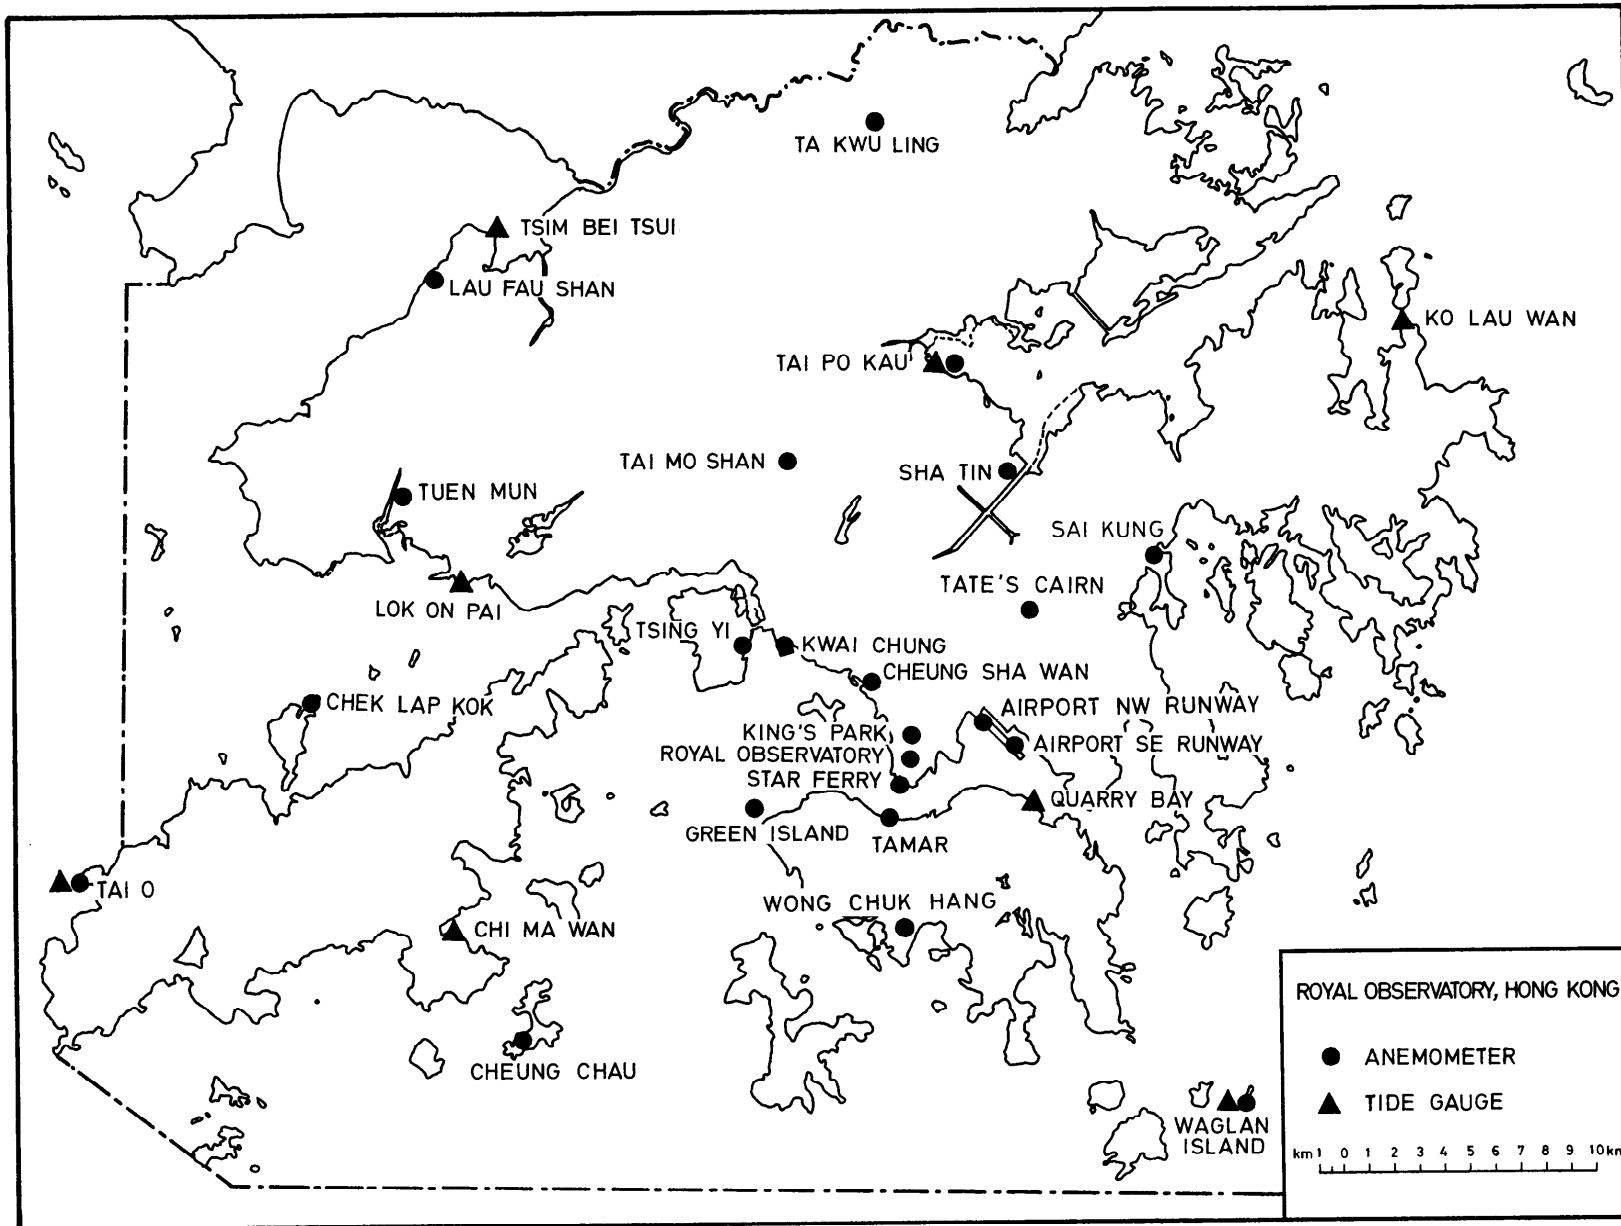 TA KWU LING
TSIM BEI TSUI
LAU FAU SHAN
KO LAU WAN
TAI PO KAU
TAI MO SHAN
SHA TIN
TUEN MUN
SAI KUNG
TATE'S CAIRN
LOK ON PAI
TSING YI
KWAI CHUNG
CHEUNG SHA WAN
CHEK LAP KOK
AIRPORT NW RUNWAY
KING'S PARK
AIRPORT SE RUNWAY
ROYAL OBSERVATORY
STAR FERRY
QUARRY BAY
GREEN ISLAND
TAMAR
TAI O
WONG CHUK HANG
CHI MA WAN
CHEUNG CHAU
WAGLAN
ISLAND
ROYAL OBSERVATORY, HONG KONG
ANEMOMETER
TIDE GAUGE
km 1 0 1 2 3 4 5 6 7 8 9 10 km